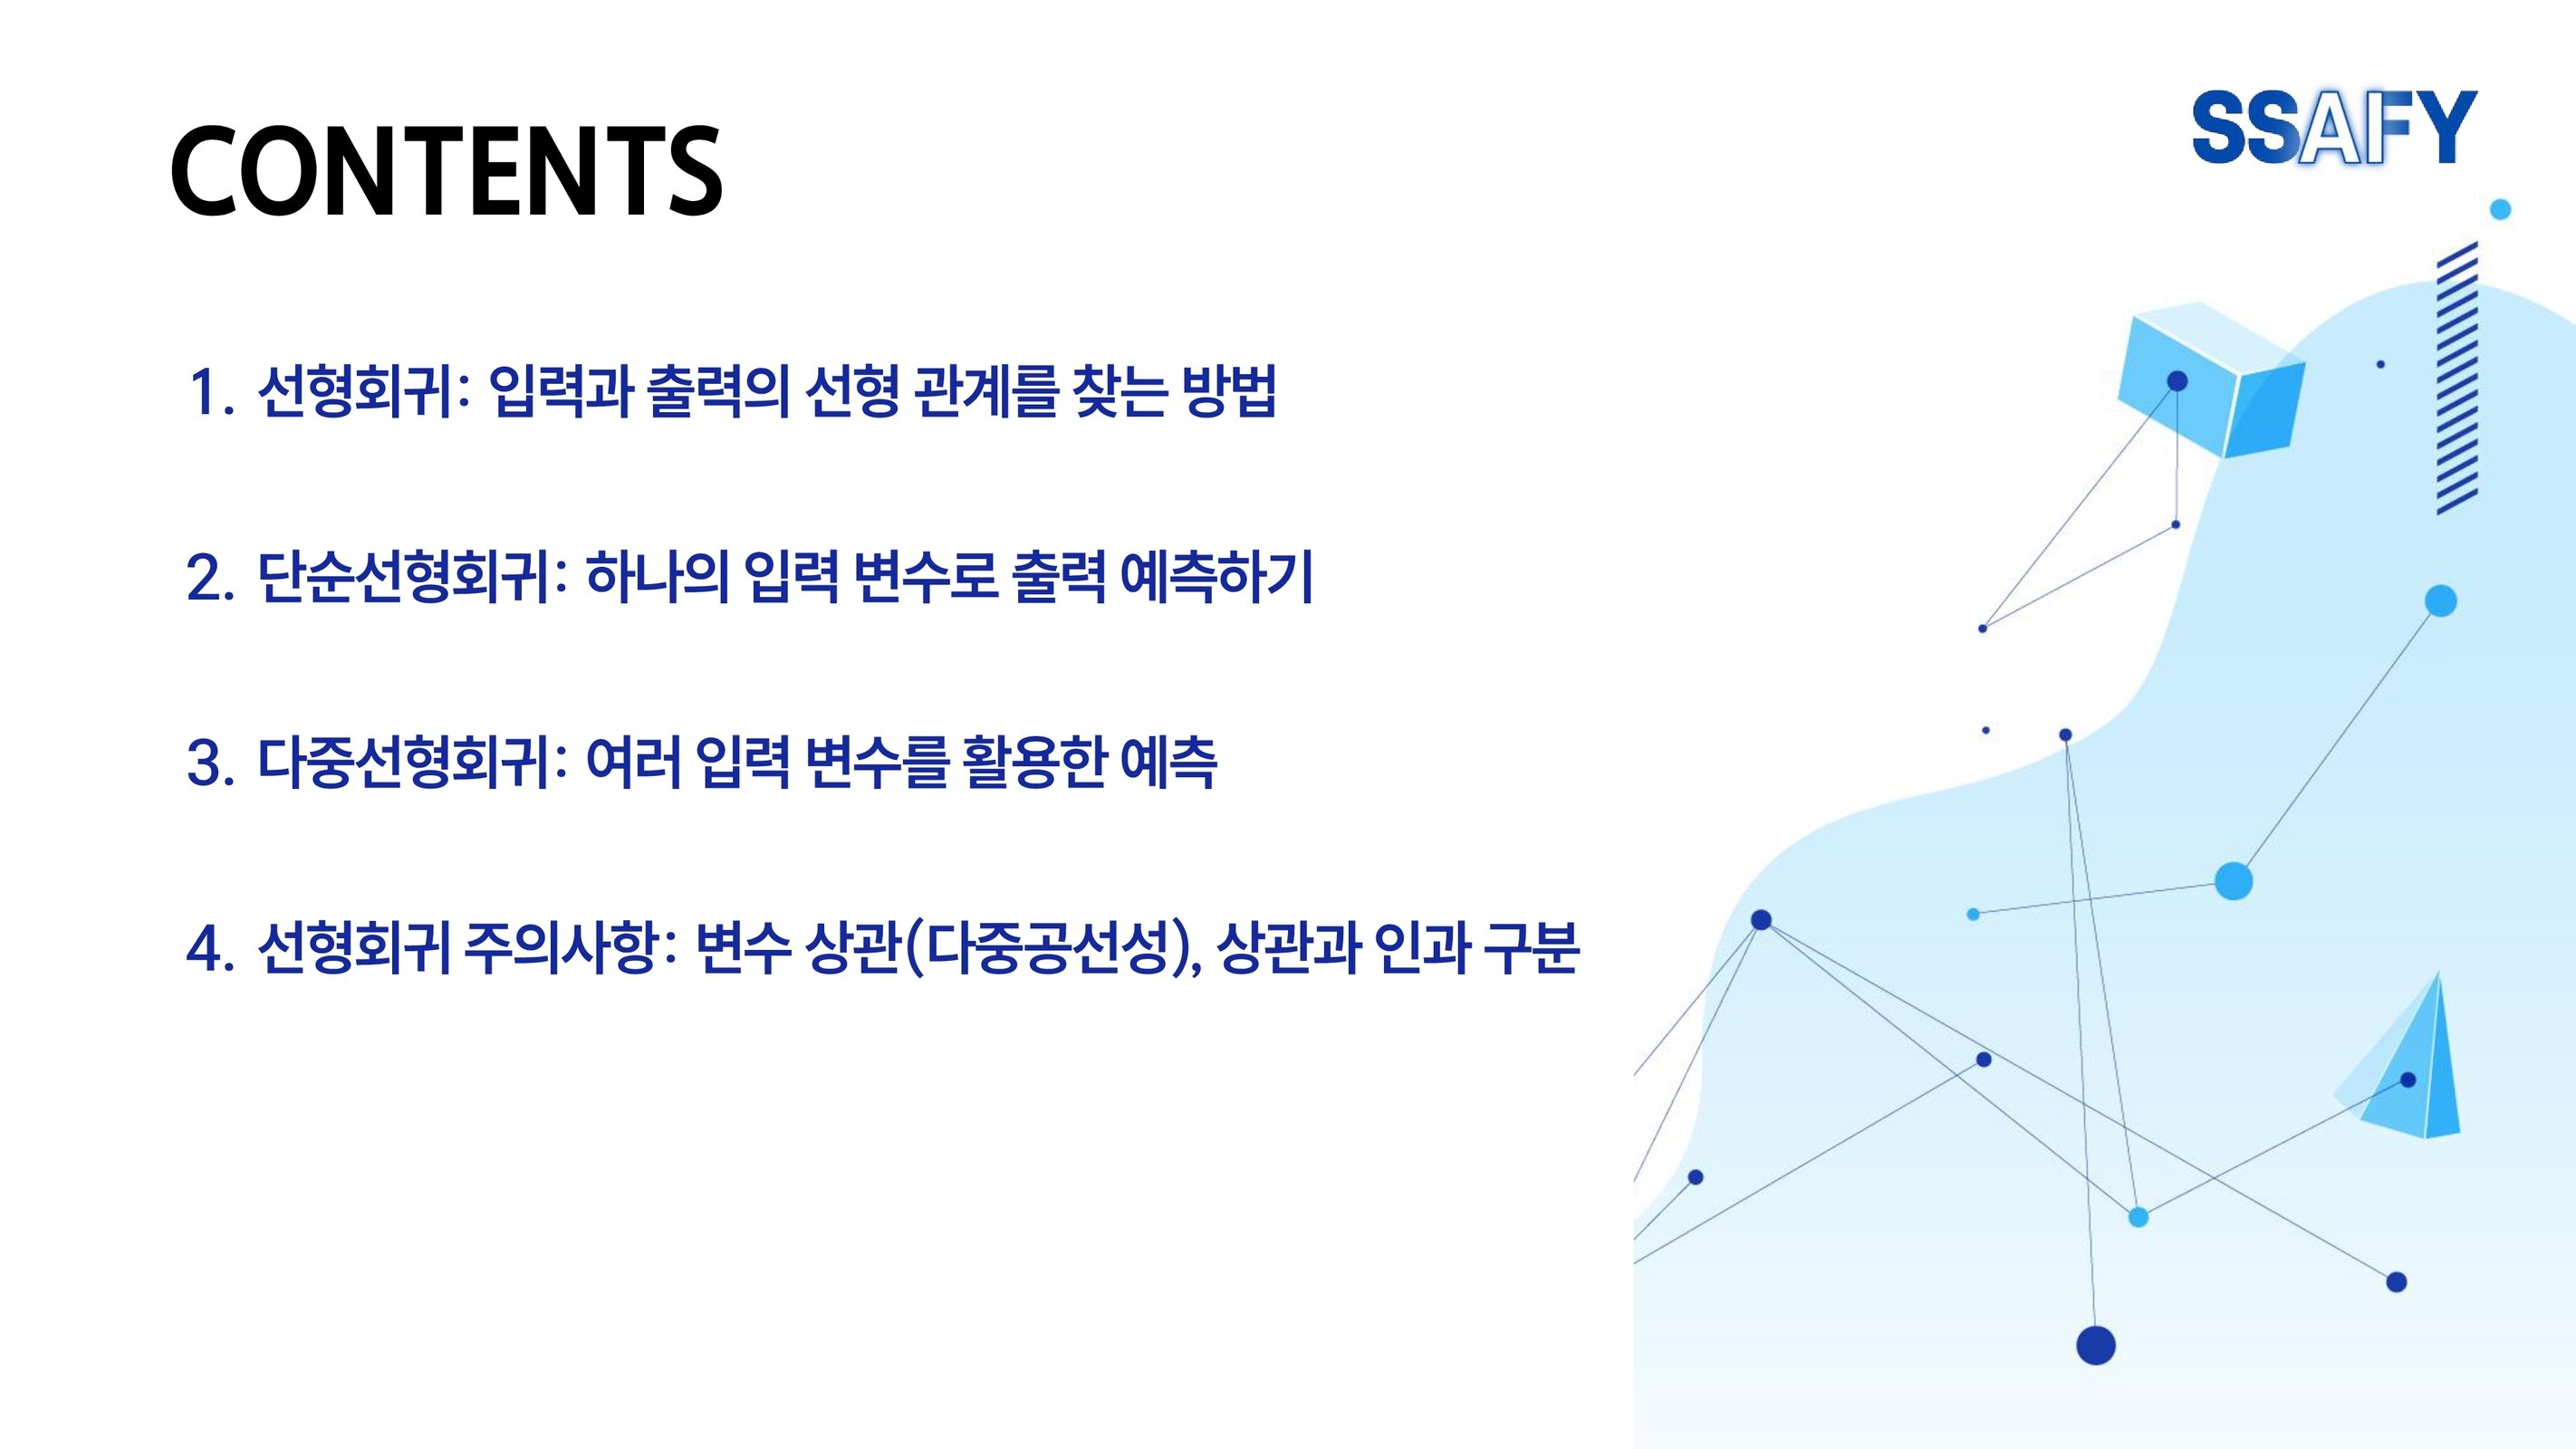 SSAFY
CONTENTS
1. 선형회귀: 입력과 출력의 선형 관계를 찾는 방법
2. 단순선형회귀: 하나의 입력 변수로 출력 예측하기
3. 다중선형회귀: 여러 입력 변수를 활용한 예측
4. 선형회귀 주의사항: 변수 상관(다중공선성), 상관과 인과 구분